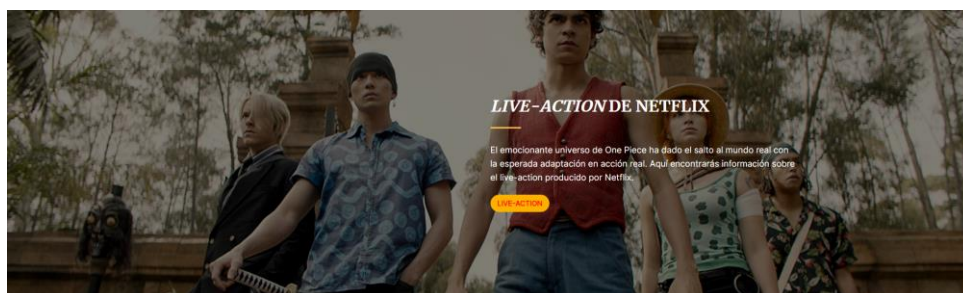 LIVE-ACTION DE NETFLIX
El emocionante universo de One Piece ha dado el salto al mundo real con
la esperada adaptación en acción real. Aquí encontrarás información sobre
el live-action producido por Netflix.
LIVE-ACTION